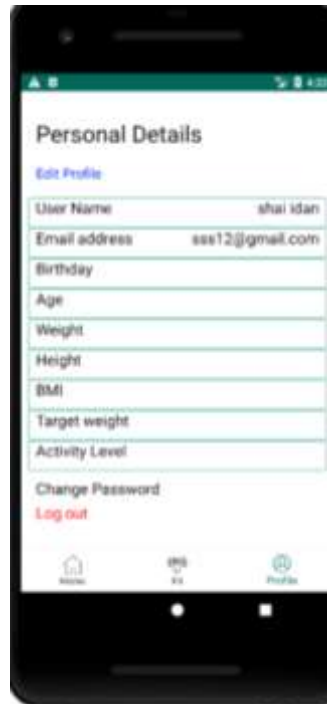 Personal Details
Edit Profile
User Name shai idan
Email address sss12@gmail.com
Birthday
Age
Weight
Height
BMI
Target weight
Activity Level
Change Password
Log out
Home Profile